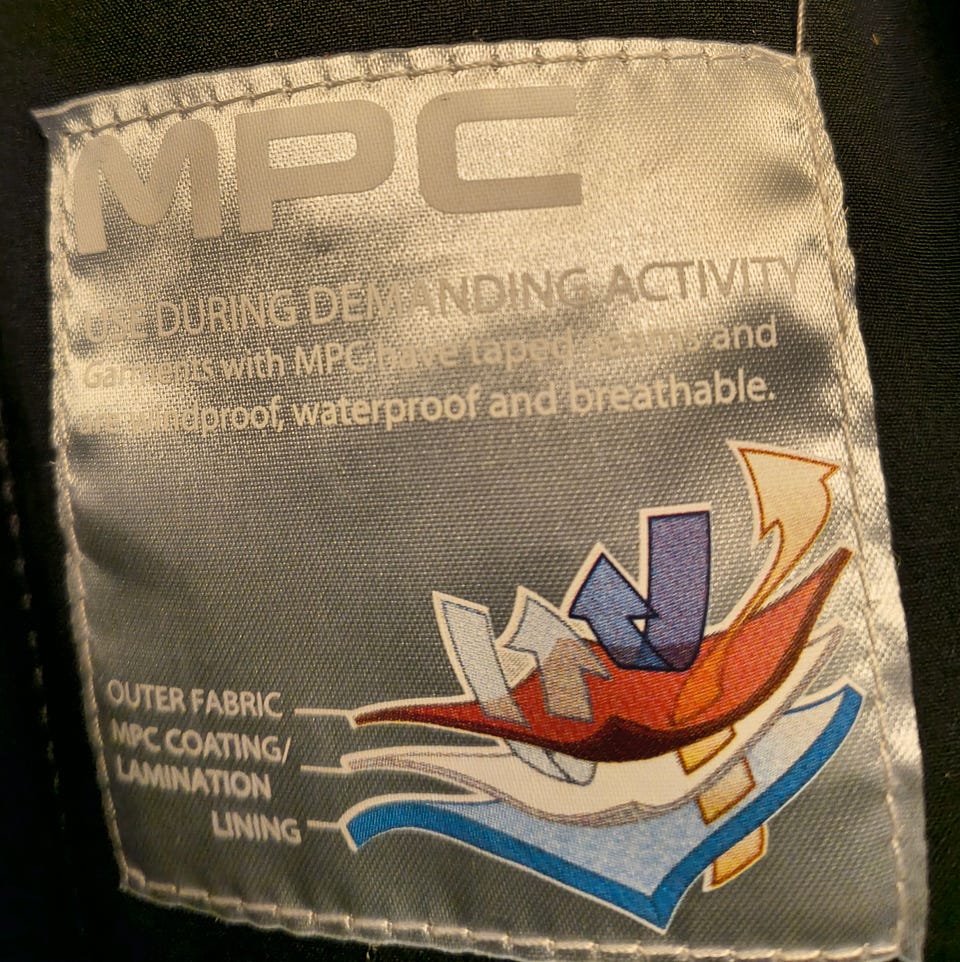 MPC
USE DURING DEMANDING ACTIVITY
Garments with MPC have taped seams and
windproof, waterproof and breathable.
OUTER FABRIC
MPC COATING/
LAMINATION
LINING